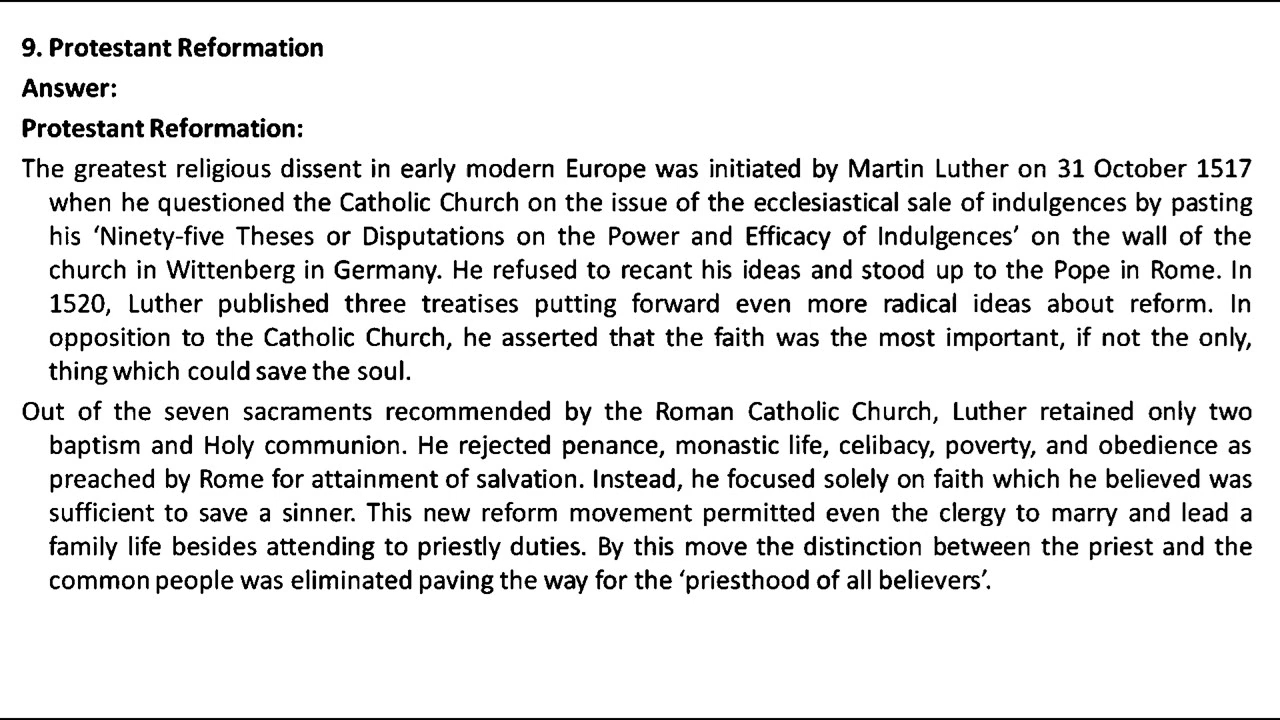 9. Protestant Reformation
Answer:
Protestant Reformation:
The greatest religious dissent in early modern Europe was initiated by Martin Luther on 31 October 1517
when he questioned the Catholic Church on the issue of the ecclesiastical sale of indulgences by pasting
his ‘Ninety-five Theses or Disputations on the Power and Efficacy of Indulgences’ on the wall of the
church in Wittenberg in Germany. He refused to recant his ideas and stood up to the Pope in Rome. In
1520, Luther published three treatises putting forward even more radical ideas about reform. In
opposition to the Catholic Church, he asserted that the faith was the most important, if not the only,
thing which could save the soul.
Out of the seven sacraments recommended by the Roman Catholic Church, Luther retained only two
baptism and Holy communion. He rejected penance, monastic life, celibacy, poverty, and obedience as
preached by Rome for attainment of salvation. Instead, he focused solely on faith which he believed was
sufficient to save a sinner. This new reform movement permitted even the clergy to marry and lead a
family life besides attending to priestly duties. By this move the distinction between the priest and the
common people was eliminated paving the way for the ‘priesthood of all believers’.